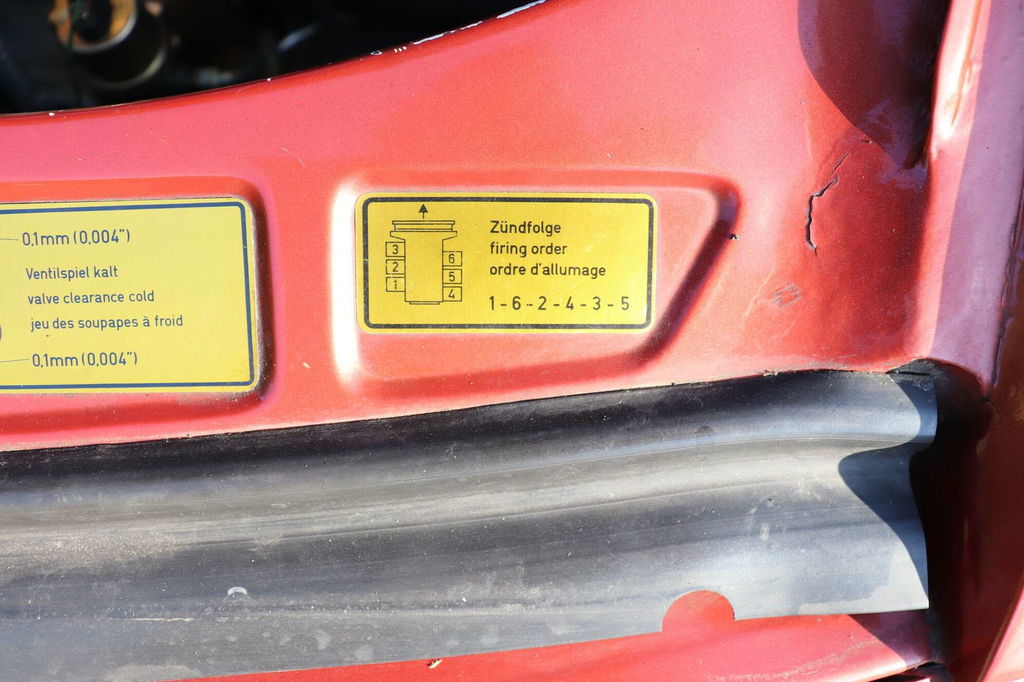 0,1mm (0,004")
Ventilspiel kalt
valve clearance cold
jeu des soupapes à froid
0,1mm (0,004")
Zündfolge
firing order
ordre d'allumage
1-6-2-4-3-5
3
2
1
6
5
4